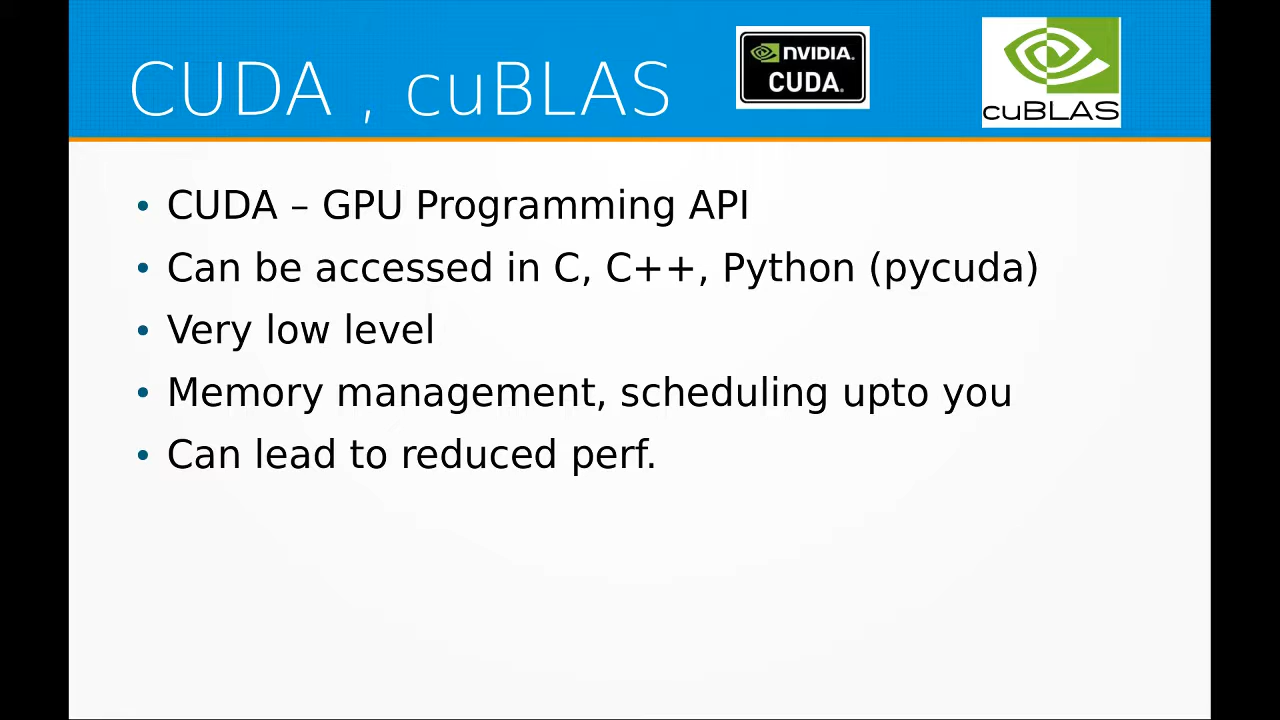 CUDA , cuBLAS
NVIDIA.
CUDA.
cuBLAS
• CUDA – GPU Programming API
• Can be accessed in C, C++, Python (pycuda)
• Very low level
• Memory management, scheduling upto you
• Can lead to reduced perf.